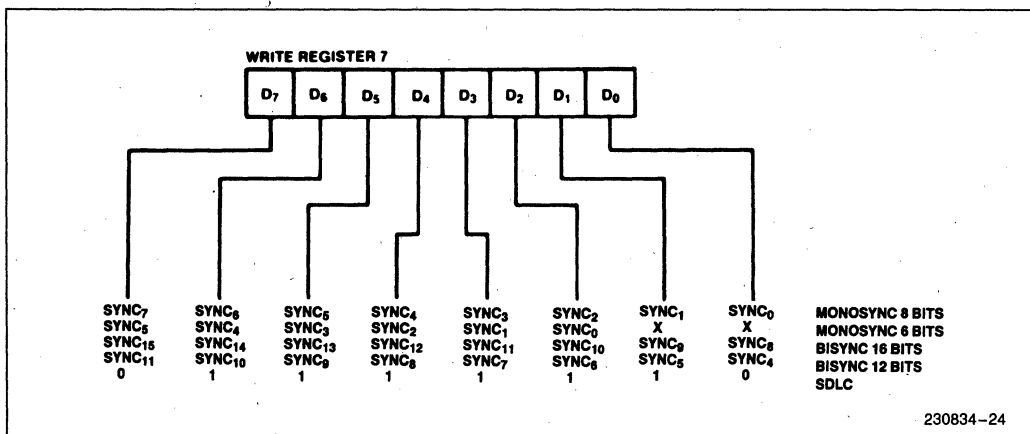 WRITE REGISTER 7
D7 D6 D5 D4 D3 D2 D1 D0
SYNC7 SYNC6 SYNC5 SYNC4 SYNC3 SYNC2 SYNC1 SYNC0 MONOSYNC 8 BITS
SYNC5 SYNC4 SYNC3 SYNC2 SYNC1 SYNC0 X X MONOSYNC 6 BITS
SYNC15 SYNC14 SYNC13 SYNC12 SYNC11 SYNC10 SYNC9 SYNC8 BISYNC 16 BITS
SYNC11 SYNC10 SYNC9 SYNC8 SYNC7 SYNC6 SYNC5 SYNC4 BISYNC 12 BITS
0 1 1 1 1 1 1 0 SDLC
230834-24